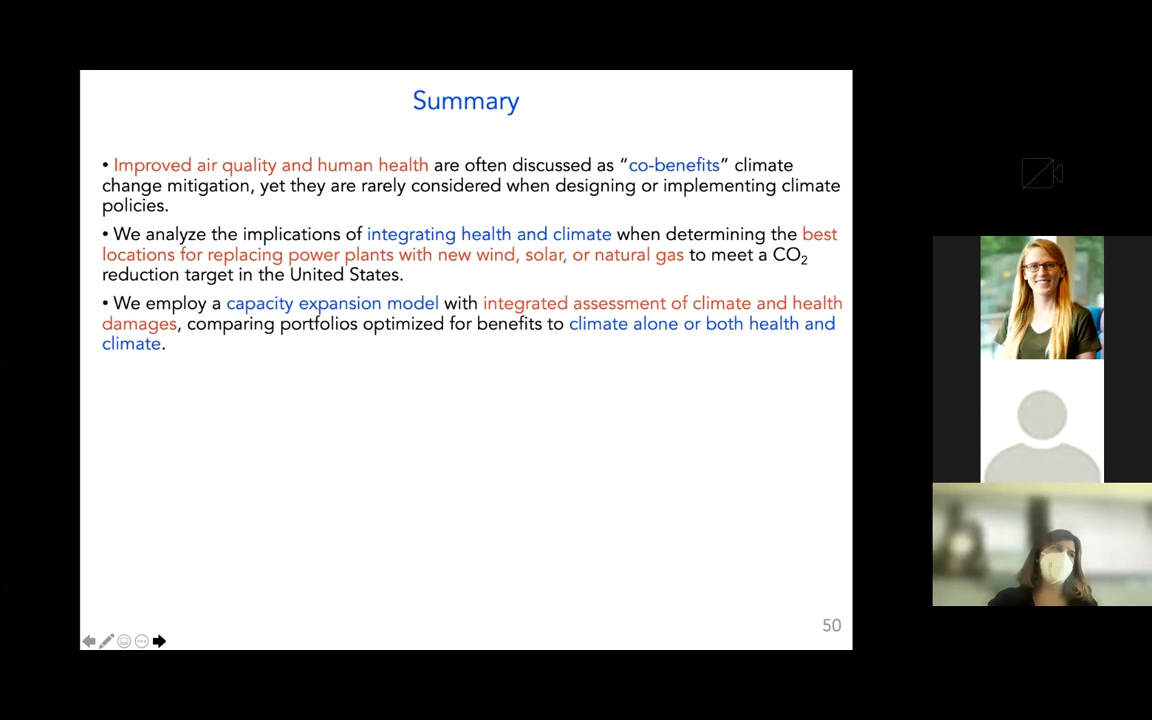 Summary
• Improved air quality and human health are often discussed as “co-benefits” climate
change mitigation, yet they are rarely considered when designing or implementing climate
policies.
• We analyze the implications of integrating health and climate when determining the best
locations for replacing power plants with new wind, solar, or natural gas to meet a CO₂
reduction target in the United States.
• We employ a capacity expansion model with integrated assessment of climate and health
damages, comparing portfolios optimized for benefits to climate alone or both health and
climate.
50